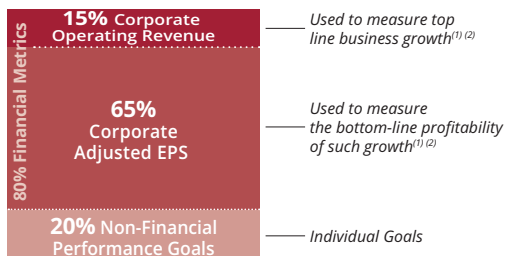 80% Financial Metrics
15% Corporate
Operating Revenue
Used to measure top
line business growth(1) (2)
65%
Corporate
Adjusted EPS
Used to measure
the bottom-line profitability
of such growth(1) (2)
20% Non-Financial
Performance Goals
Individual Goals